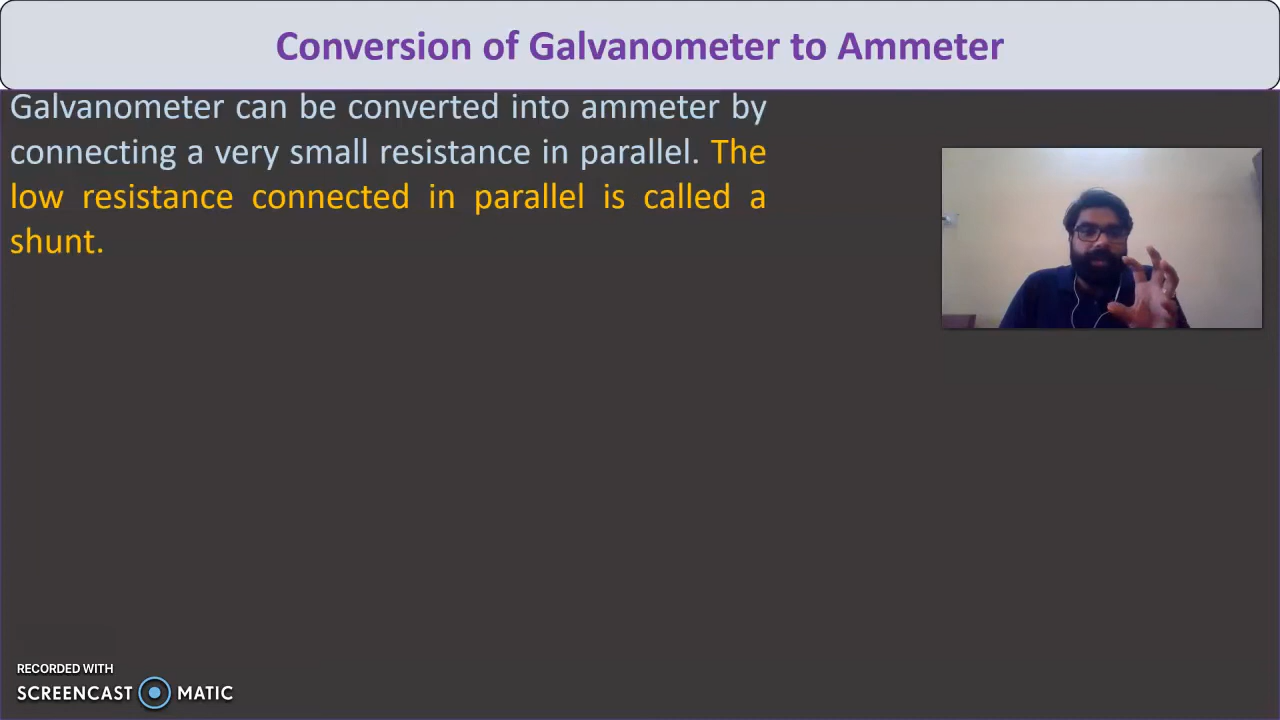 Conversion of Galvanometer to Ammeter
Galvanometer can be converted into ammeter by
connecting a very small resistance in parallel. The
low resistance connected in parallel is called a
shunt.
RECORDED WITH
SCREENCAST MATIC